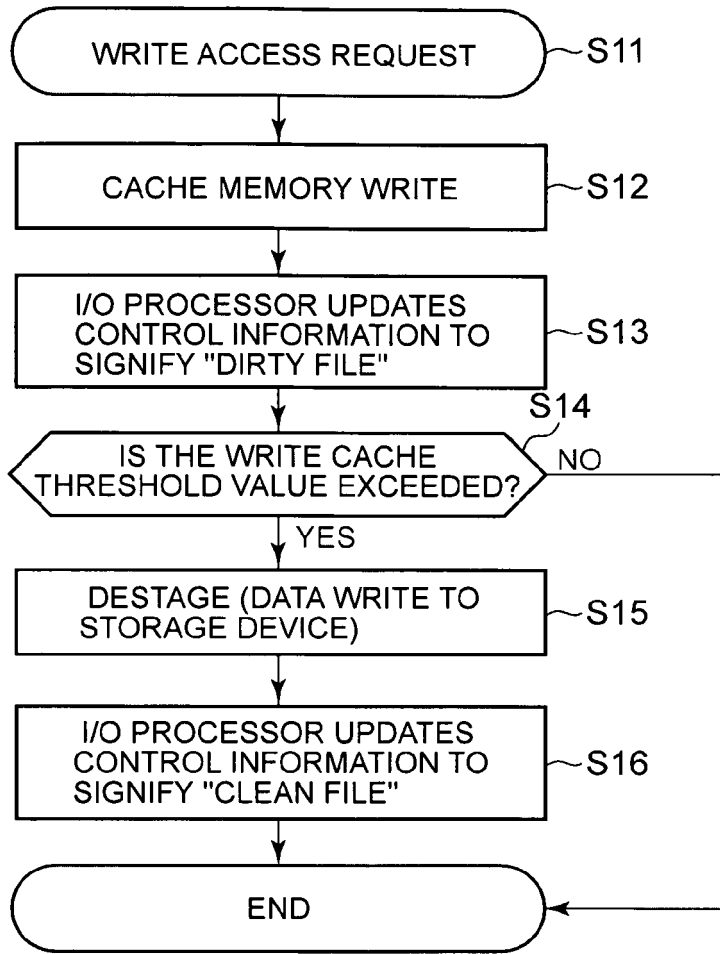 WRITE ACCESS REQUEST
S11
CACHE MEMORY WRITE
S12
I/O PROCESSOR UPDATES
CONTROL INFORMATION TO
SIGNIFY "DIRTY FILE"
S13
S14
IS THE WRITE CACHE
THRESHOLD VALUE EXCEEDED?
NO
YES
DESTAGE (DATA WRITE TO
STORAGE DEVICE)
S15
I/O PROCESSOR UPDATES
CONTROL INFORMATION TO
SIGNIFY "CLEAN FILE"
S16
END